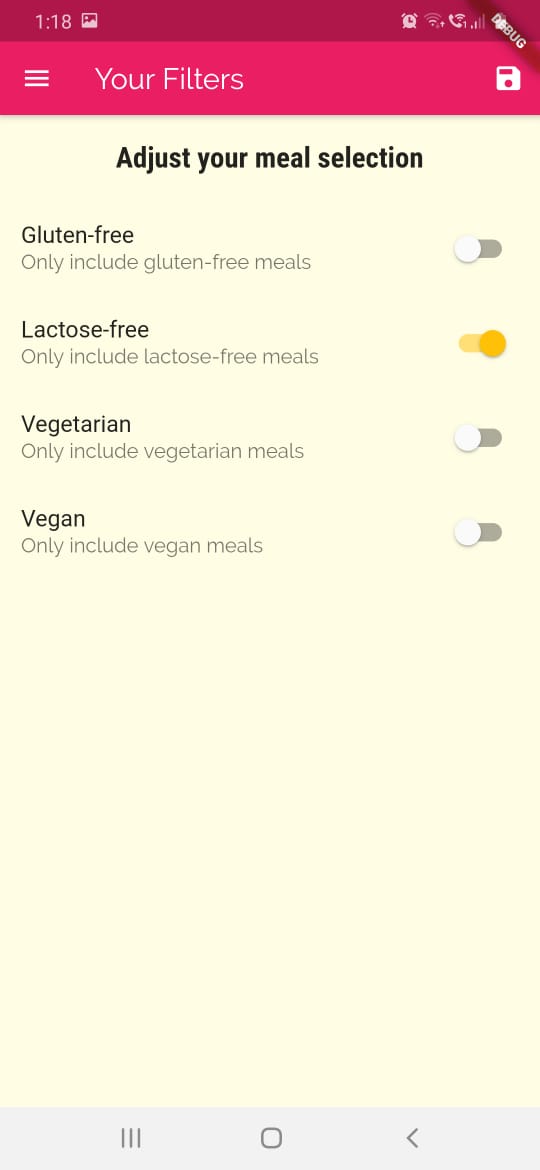 1:18
DEBUG
Your Filters
Adjust your meal selection
Gluten-free
Only include gluten-free meals
Lactose-free
Only include lactose-free meals
Vegetarian
Only include vegetarian meals
Vegan
Only include vegan meals